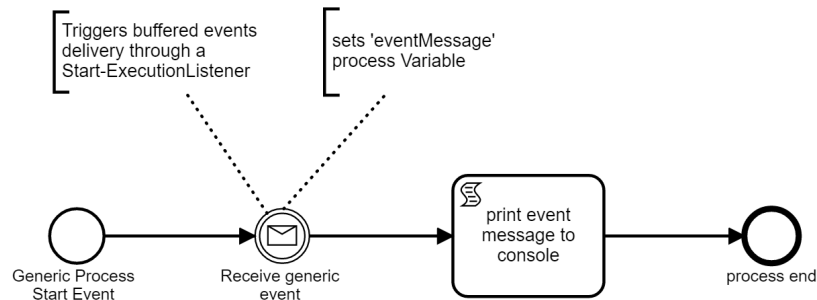 Triggers buffered events
delivery through a
Start-ExecutionListener
sets 'eventMessage'
process Variable
Generic Process
Start Event
Receive generic
event
print event
message to
console
process end